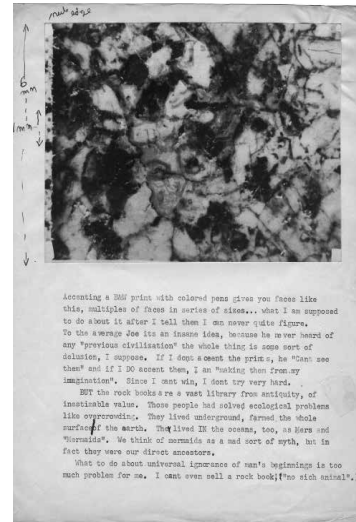 edge
6
mm
1mm
Accenting a B&W print with colored pens gives you faces like
this, multiples of faces in series of sizes... what I am supposed
to do about it after I tell them I can never quite figure.
To the average Joe its an insane idea, because he never heard of
any "previous civilization" the whole thing is some sort of
delusion, I suppose. If I dont accent the prints, he "Cant see
them" and if I DO accent them, I am "making them from my
imagination". Since I cant win, I dont try very hard.
BUT the rock books are a vast library from antiquity, of
inestimable value. Those people had solved ecological problems
like overcrowding. They lived underground, farmed the whole
surface of the earth. They lived IN the oceans, too, as Mers and
"Mermaids". We think of mermaids as a mad sort of myth, but in
fact they were our direct ancestors.
What to do about universal ignorance of man's beginnings is too
much problem for me. I cant even sell a rock book, "no sich animal".